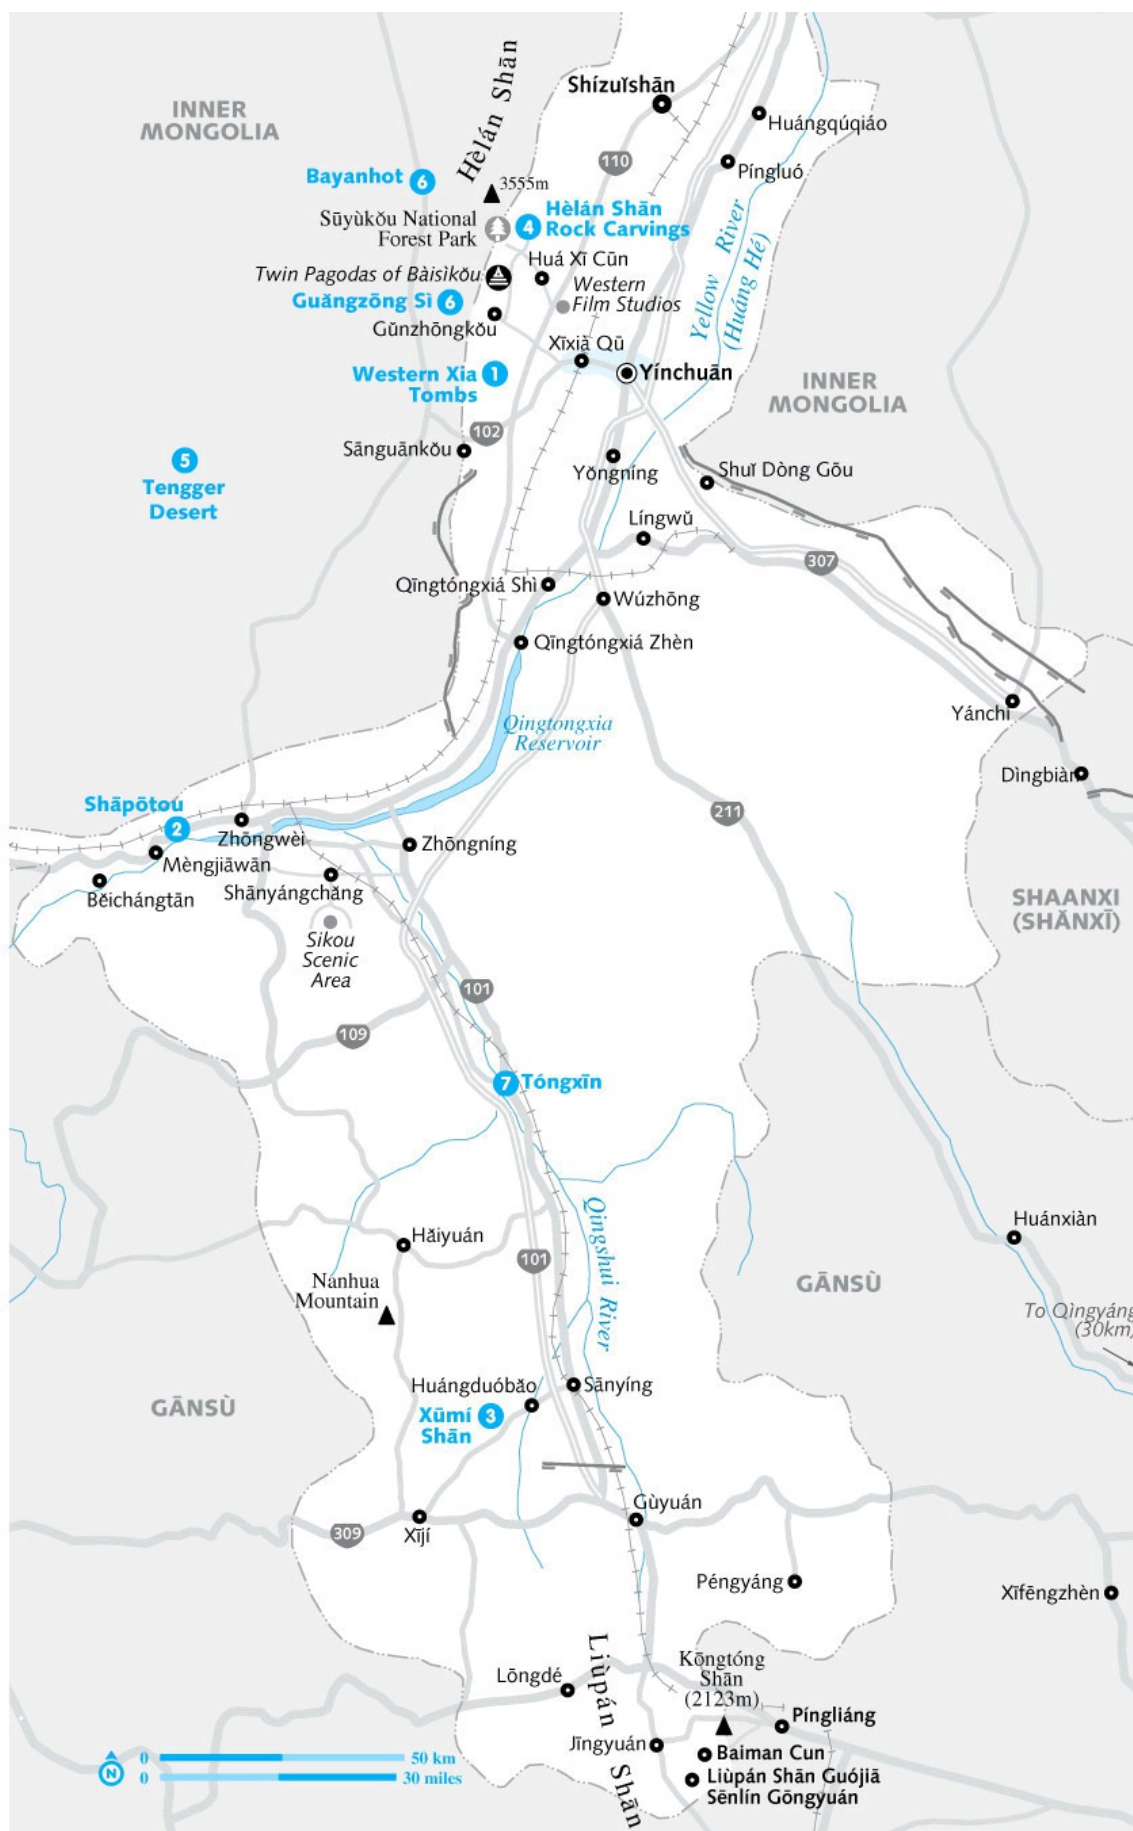 Hèlán Shān
Shízuǐshān
INNER
MONGOLIA
Huángqúqiáo
110
Píngluó
Bayanhot 6
3555m
Sūyùkǒu National
Forest Park
4 Hèlán Shān
Rock Carvings
Yellow River
(Huáng Hé)
Huá Xī Cūn
Twin Pagodas of Bàisìkǒu
Western
Film Studios
Guǎngzōng Sì 6
Gǔnzhōngkǒu
Xīxià Qū
Western Xia 1
Tombs
Yínchuān
INNER
MONGOLIA
102
Sānguānkǒu
Yǒngníng
Shuǐ Dòng Gōu
5
Tengger
Desert
Língwǔ
307
Qīngtóngxiá Shì
Wúzhōng
Qīngtóngxiá Zhèn
Yánchí
Qingtongxia
Reservoir
Dìngbiàn
Shāpōtou
2
211
Zhōngwèi
Zhōngníng
Mèngjiāwān
Běichángtān
Shānyángchǎng
SHAANXI
(SHǍNXĪ)
Sikou
Scenic
Area
101
109
7 Tóngxīn
Qingshui River
Huánxiàn
Hǎiyuán
101
GĀNSÙ
Nanhua
Mountain
To Qìngyáng
(30km)
Huángduóbǎo
Sānyíng
GĀNSÙ
Xūmí 3
Shān
Gùyuán
309
Xījí
Péngyáng
Xīfēngzhèn
Liùpán Shān
Kōngtóng
Shān
(2123m)
Lōngdé
Píngliáng
Jīngyuán
Baiman Cun
Liùpán Shān Guójiā
Sēnlín Gōngyuán
0 50 km
N
0 30 miles